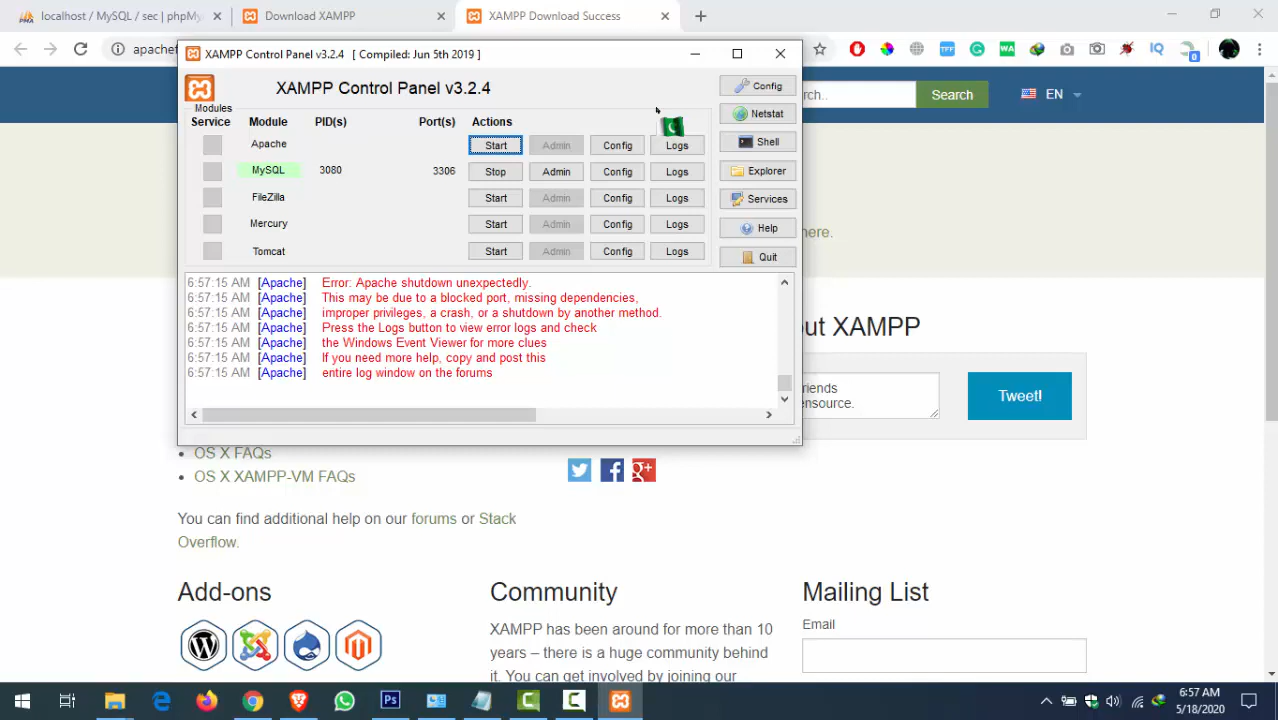 localhost / MySQL / sec | phpMy
Download XAMPP
XAMPP Download Success
apachef
XAMPP Control Panel v3.2.4 [ Compiled: Jun 5th 2019 ]
XAMPP Control Panel v3.2.4
Config
rch..
Search
EN
Modules
Service Module PID(s) Port(s) Actions
Netstat
Apache Start Admin Config Logs
Shell
MySQL 3080 3306 Stop Admin Config Logs
Explorer
FileZilla Start Admin Config Logs
Services
Mercury Start Admin Config Logs
Help
here.
Tomcat Start Admin Config Logs
Quit
6:57:15 AM [Apache] Error: Apache shutdown unexpectedly.
6:57:15 AM [Apache] This may be due to a blocked port, missing dependencies,
6:57:15 AM [Apache] improper privileges, a crash, or a shutdown by another method.
6:57:15 AM [Apache] Press the Logs button to view error logs and check
6:57:15 AM [Apache] the Windows Event Viewer for more clues
6:57:15 AM [Apache] If you need more help, copy and post this
6:57:15 AM [Apache] entire log window on the forums
out XAMPP
riends
ensource.
Tweet!
OS X FAQs
OS X XAMPP-VM FAQs
You can find additional help on our forums or Stack
Overflow.
Add-ons
Community
XAMPP has been around for more than 10
years – there is a huge community behind
it. You can get involved by joining our
Mailing List
Email
6:57 AM
5/18/2020